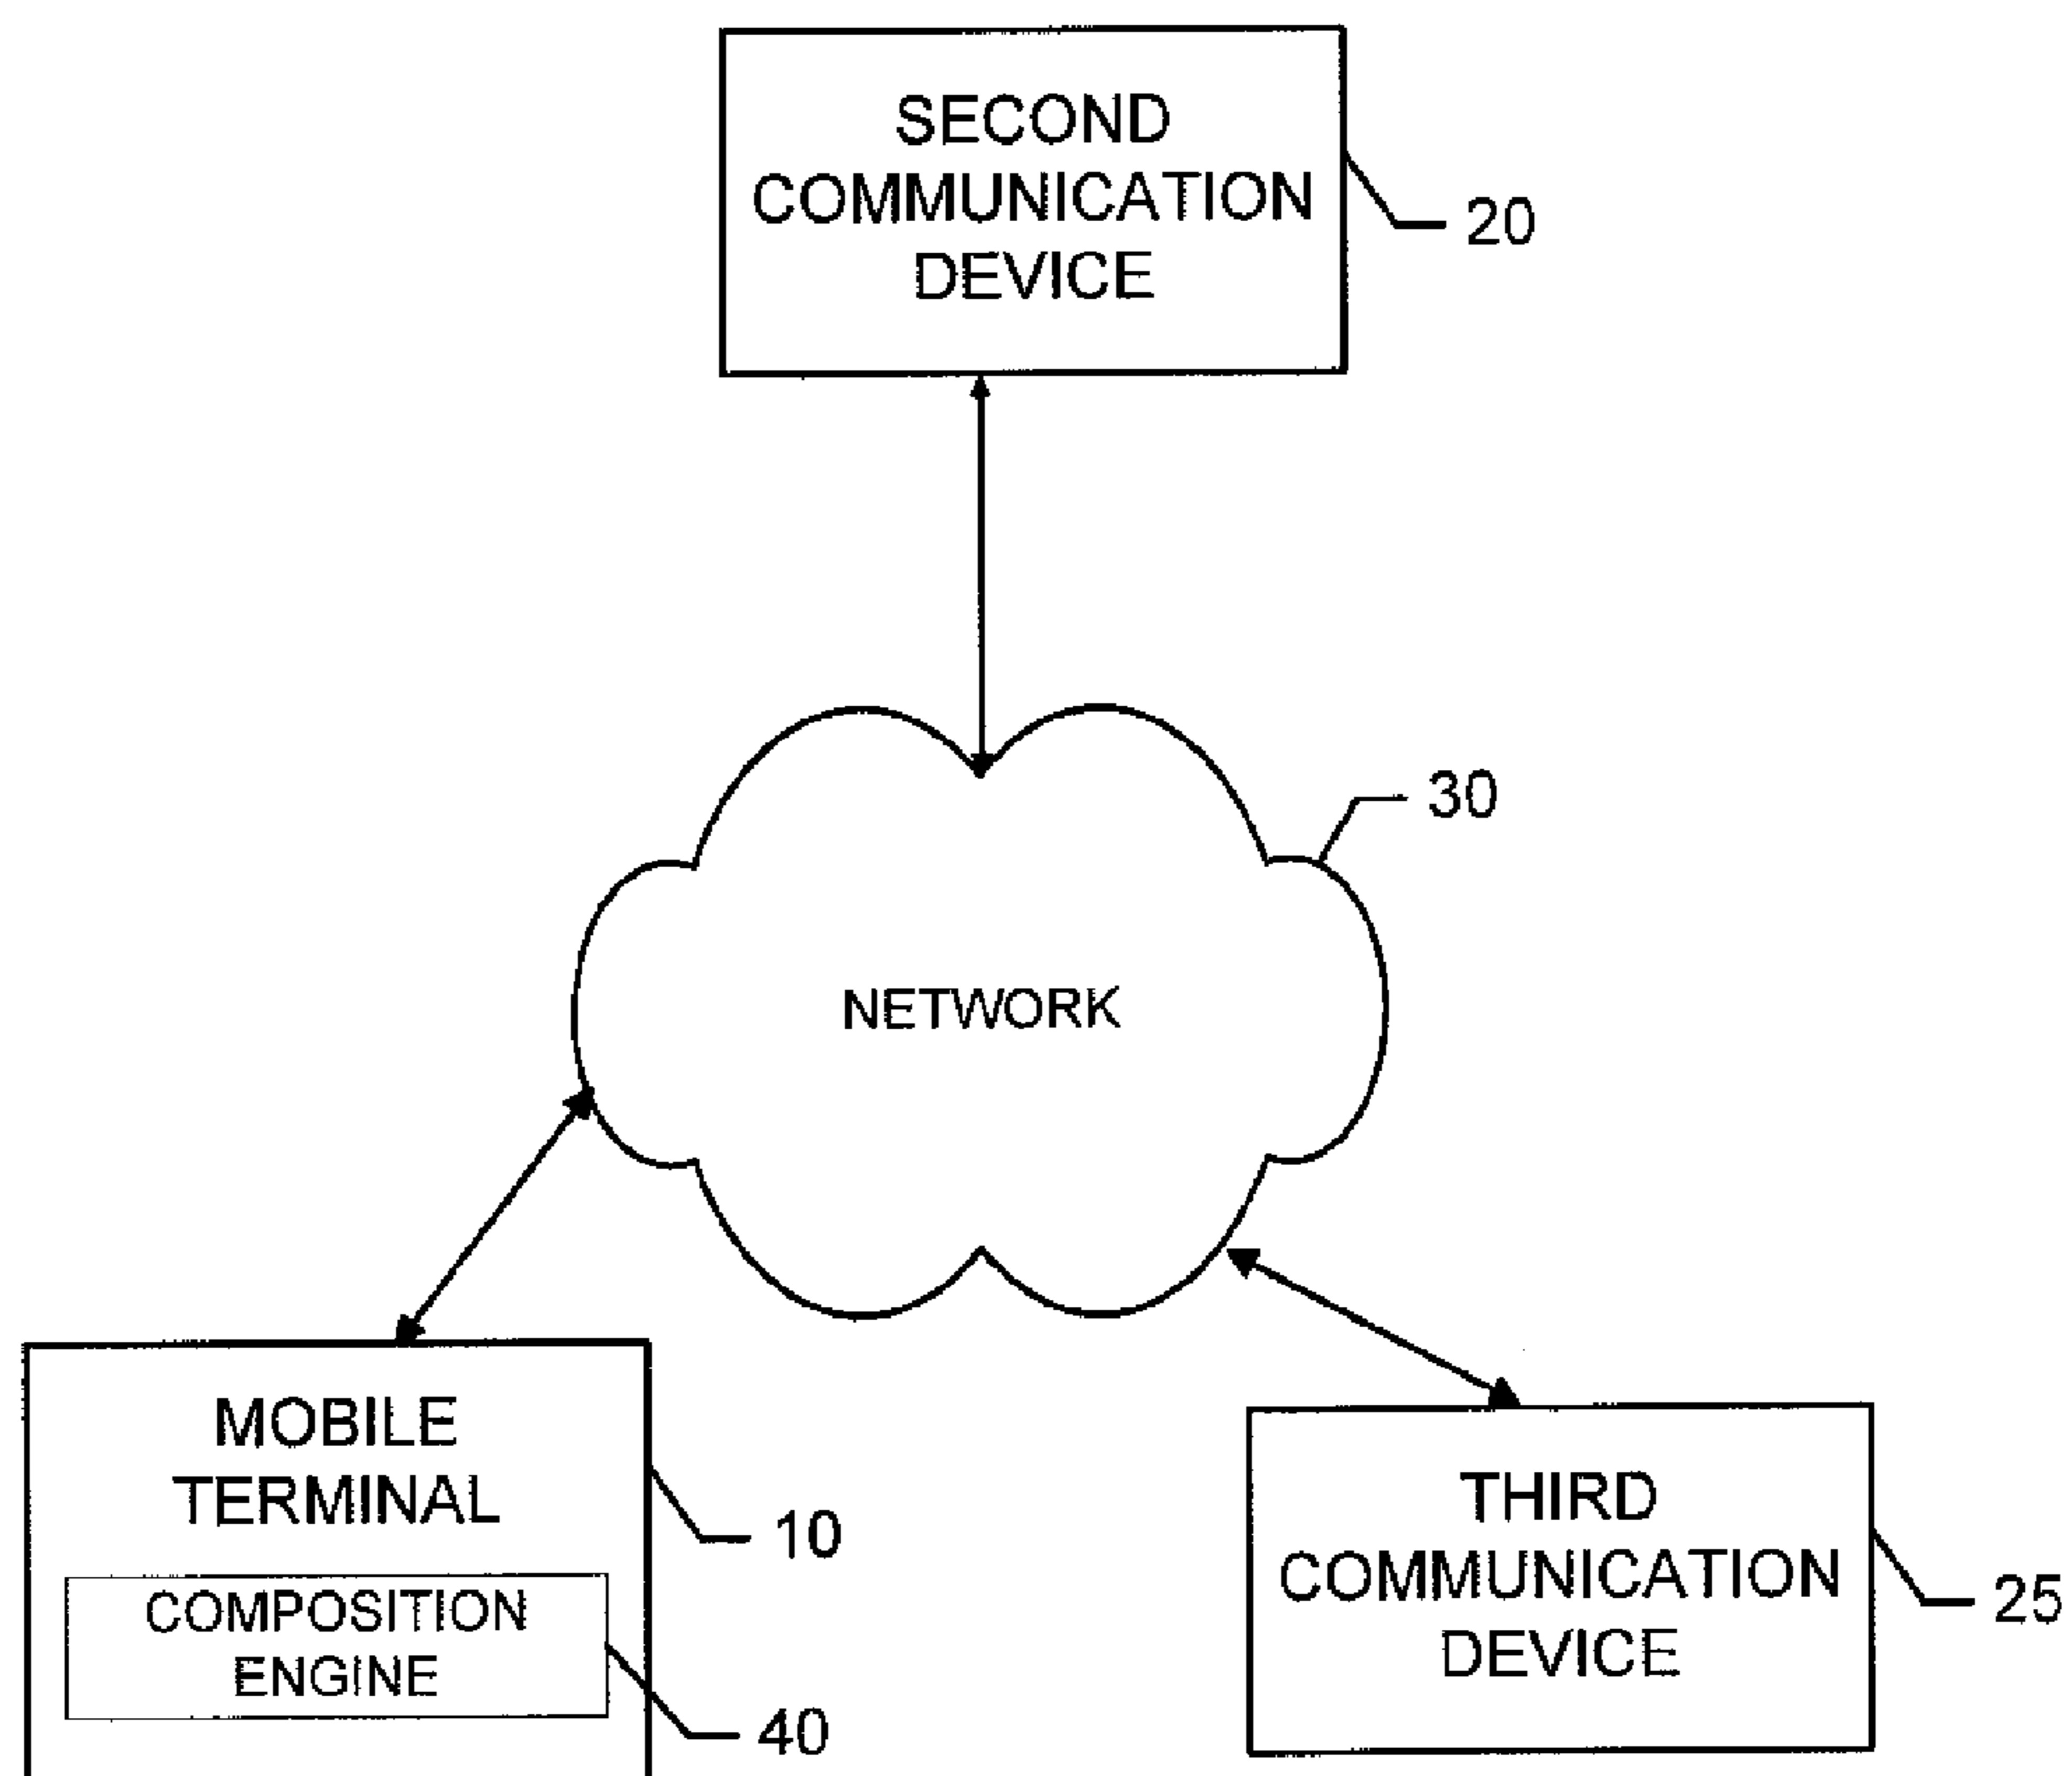 SECOND
COMMUNICATION
DEVICE
20
30
NETWORK
MOBILE
TERMINAL
10
COMPOSITION
ENGINE
40
THIRD
COMMUNICATION
DEVICE
25